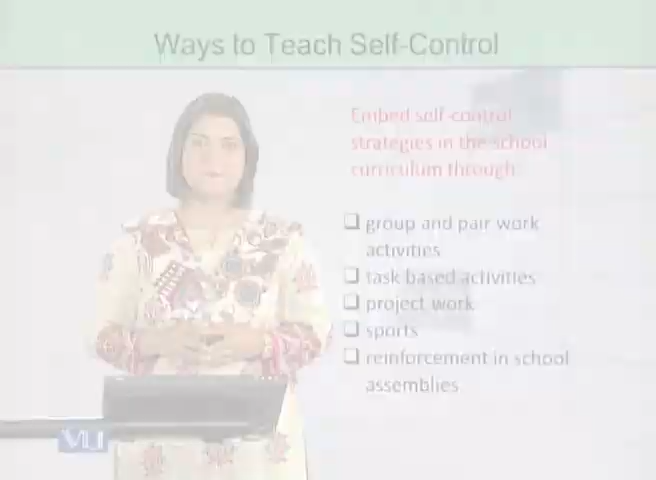 Ways to Teach Self-Control
Embed self-control
strategies in the school
curriculum through:
❑ group and pair work
activities
❑ task based activities
❑ project work
❑ sports
❑ reinforcement in school
assemblies
VU